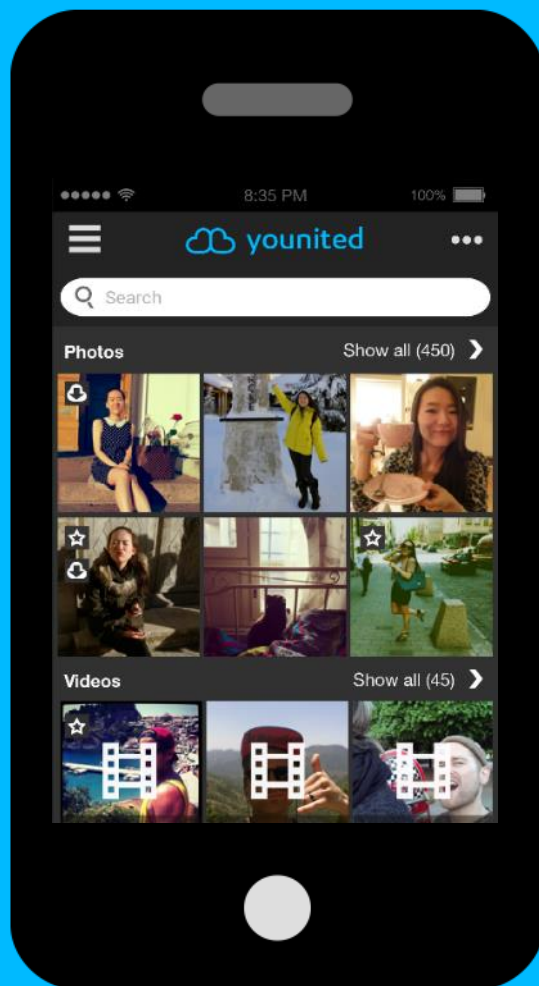 8:35 PM 100%
younited
Search
Photos Show all (450)
Videos Show all (45)